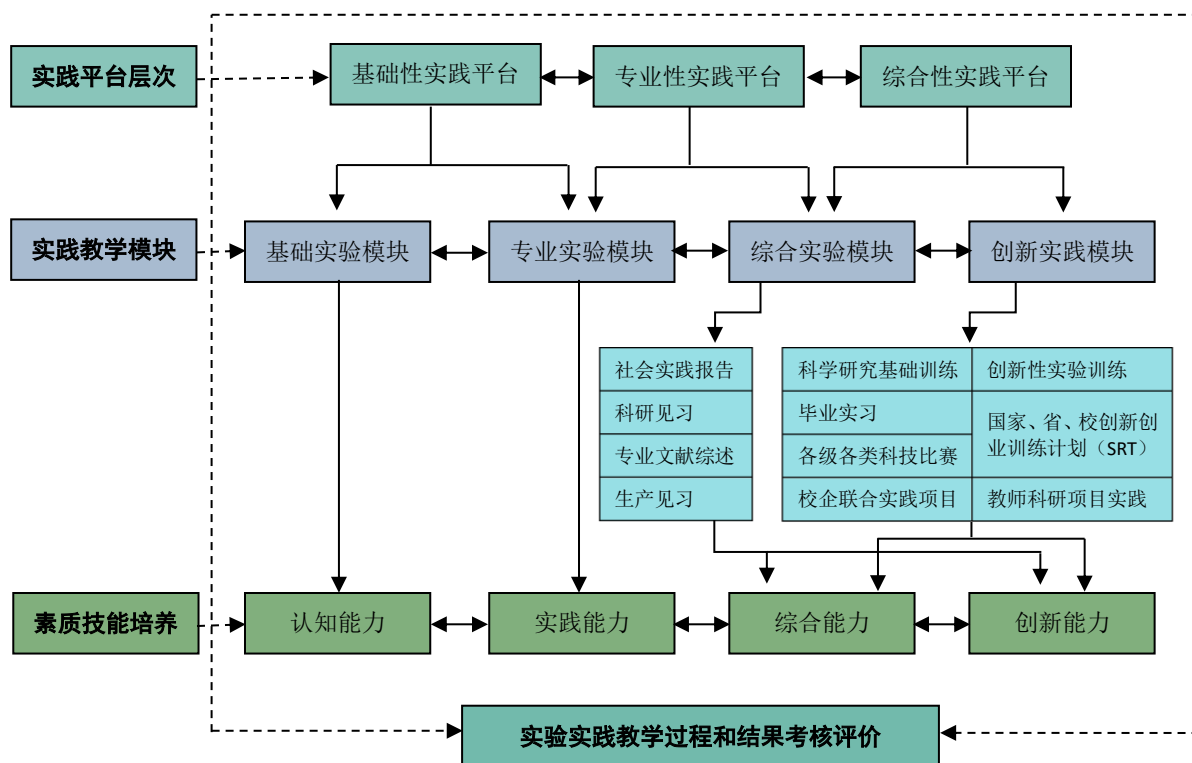 实践平台层次
基础性实践平台
专业性实践平台
综合性实践平台
实践教学模块
基础实验模块
专业实验模块
综合实验模块
创新实践模块
社会实践报告
科研见习
专业文献综述
生产见习
科学研究基础训练
创新性实验训练
毕业实习
国家、省、校创新创
业训练计划（SRT）
各级各类科技比赛
校企联合实践项目
教师科研项目实践
素质技能培养
认知能力
实践能力
综合能力
创新能力
实验实践教学过程和结果考核评价